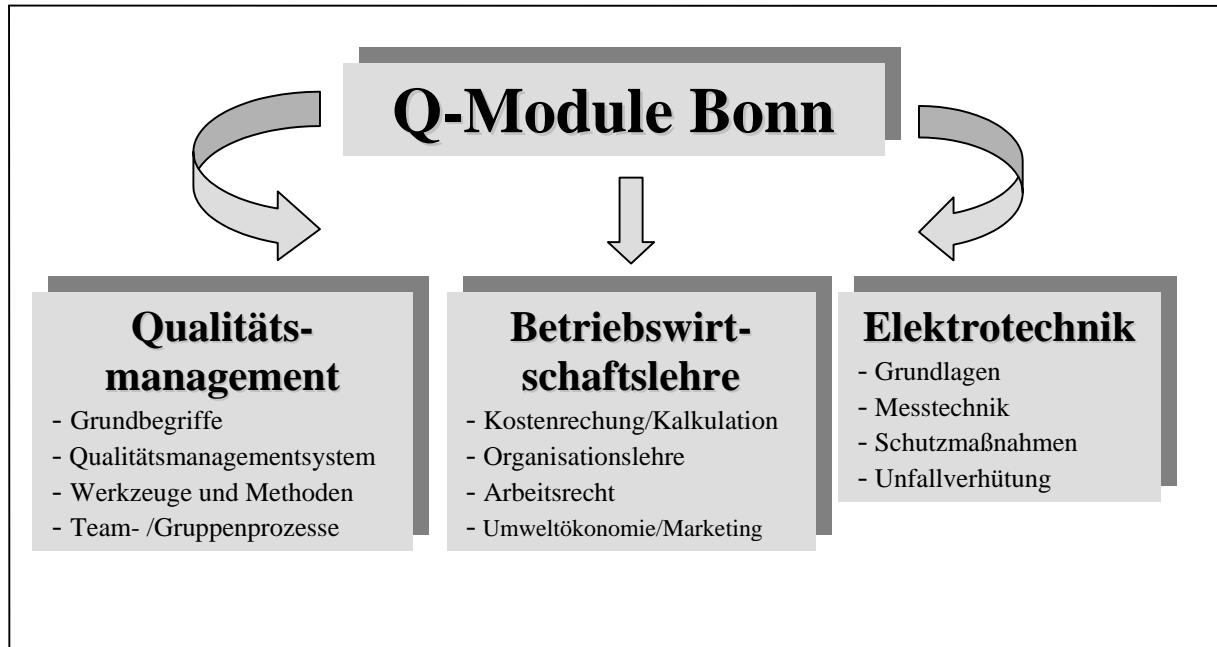 Q-Module Bonn
Qualitäts-
management
- Grundbegriffe
- Qualitätsmanagementsystem
- Werkzeuge und Methoden
- Team- /Gruppenprozesse
Betriebswirt-
schaftslehre
- Kostenrechung/Kalkulation
- Organisationslehre
- Arbeitsrecht
- Umweltökonomie/Marketing
Elektrotechnik
- Grundlagen
- Messtechnik
- Schutzmaßnahmen
- Unfallverhütung